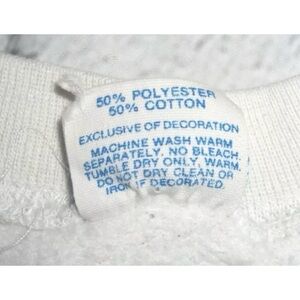 50% POLYESTER
50% COTTON
EXCLUSIVE OF DECORATION
MACHINE WASH WARM
SEPARATELY, NO BLEACH.
TUMBLE DRY ONLY, WARM.
DO NOT DRY CLEAN OR
IRON IF DECORATED.